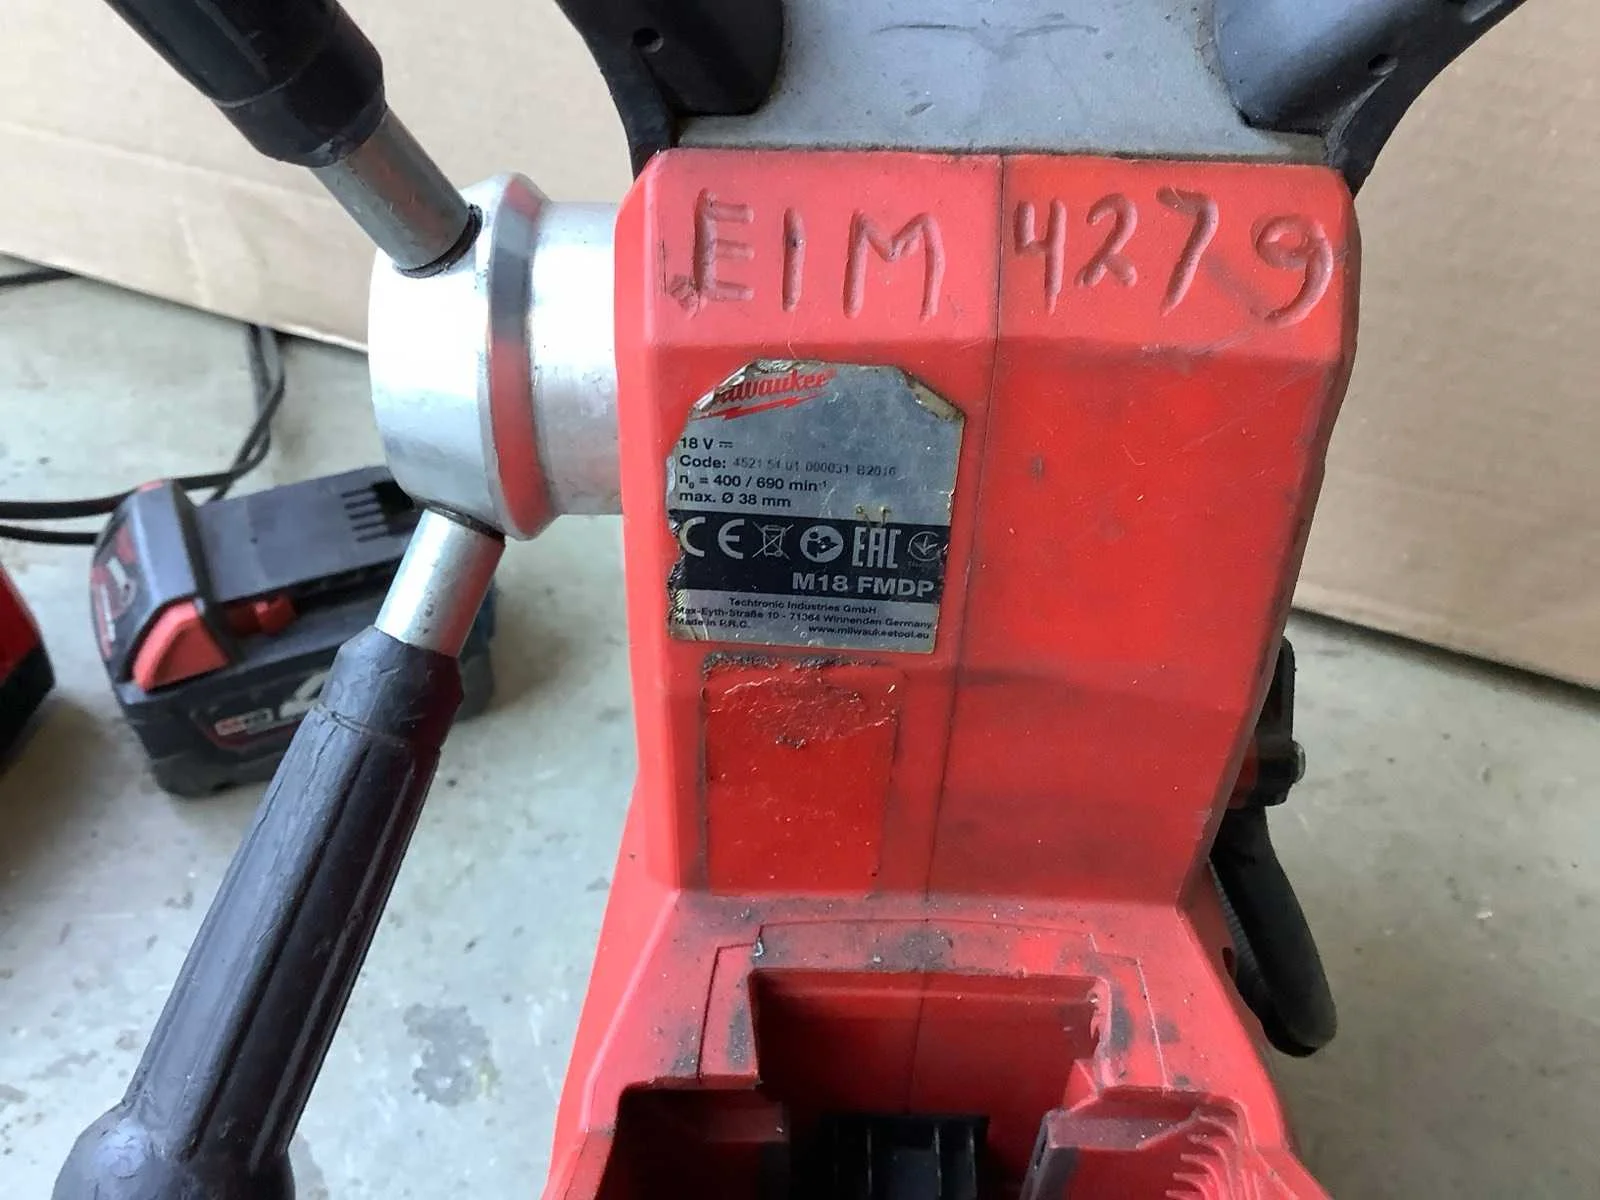 EIM 4279
Milwaukee
18 V
Code: 4521 54 01 000031 B2016
n₀ = 400 / 690 min⁻¹
max. Ø 38 mm
CE EAC
M18 FMDP
Techtronic Industries GmbH
Max-Eyth-Straße 10 - 71364 Winnenden Germany
Made in P.R.C. www.milwaukeetool.eu